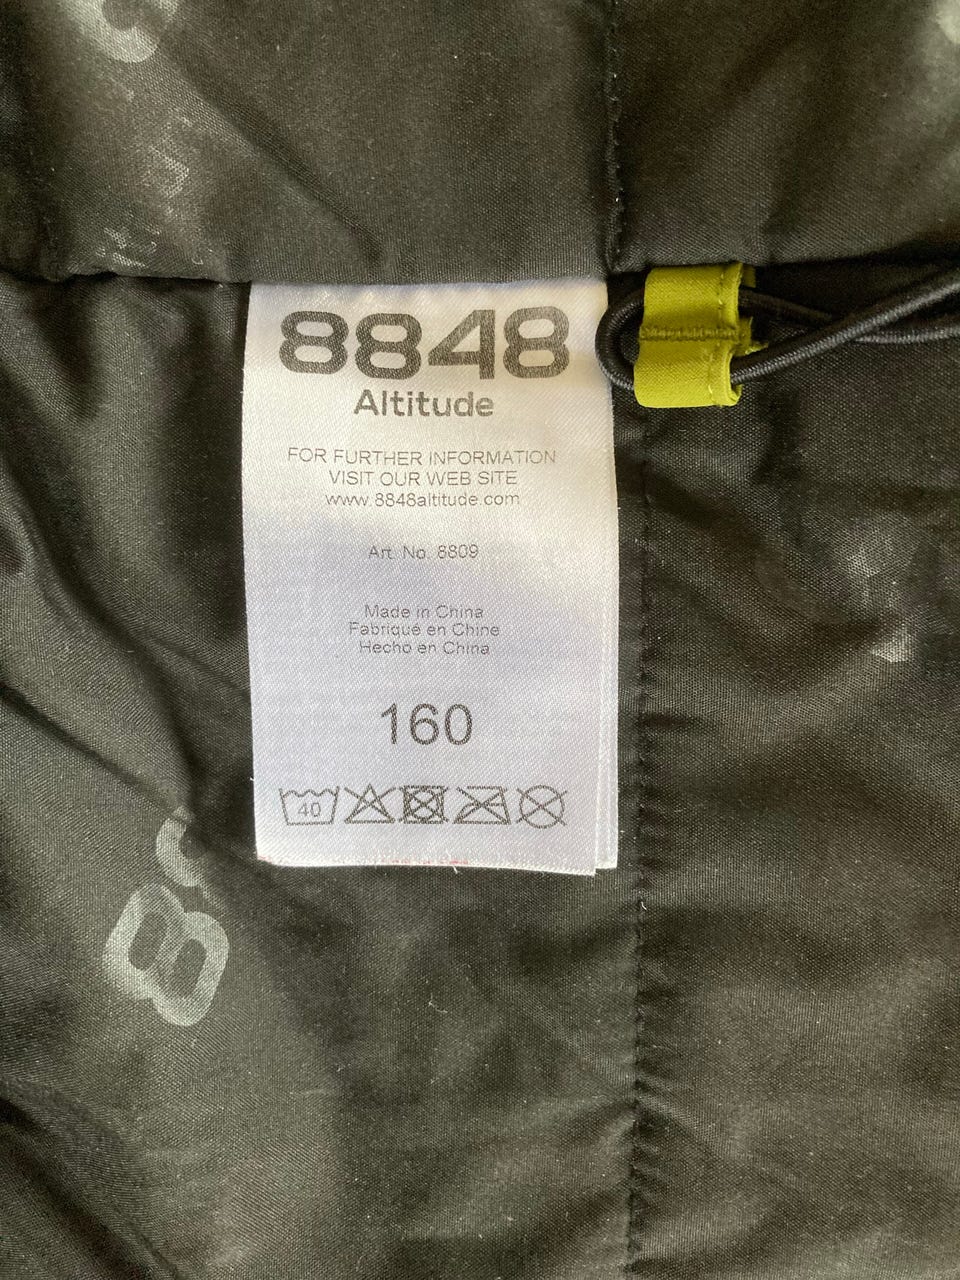 8848
Altitude
FOR FURTHER INFORMATION
VISIT OUR WEB SITE
www.8848altitude.com
Art. No. 8809
Made in China
Fabriqué en Chine
Hecho en China
160
40
88